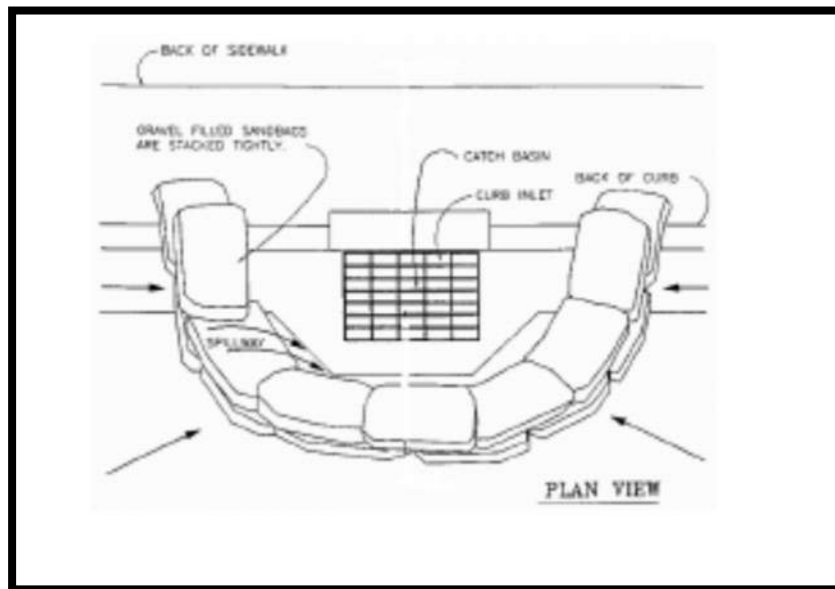 BACK OF SIDEWALK
GRAVEL FILLED SANDBAGS
ARE STACKED TIGHTLY.
CATCH BASIN
BACK OF CURB
CURB INLET
SPILLWAY
PLAN VIEW